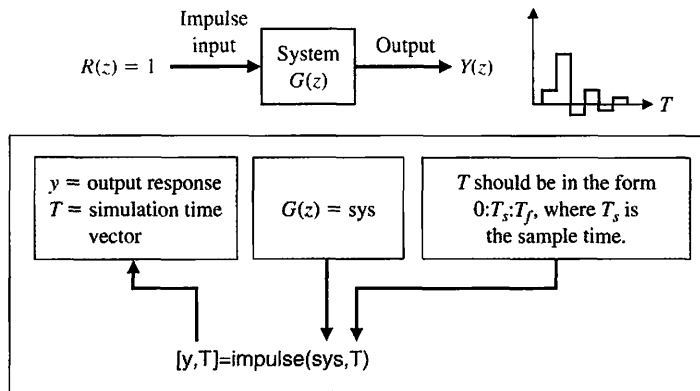 Impulse
input
System
Output
R(z) = 1
G(z)
Y(z)
T
y = output response
T = simulation time
vector
G(z) = sys
T should be in the form
0:Tₛ:T_f, where Tₛ is
the sample time.
[y,T]=impulse(sys,T)